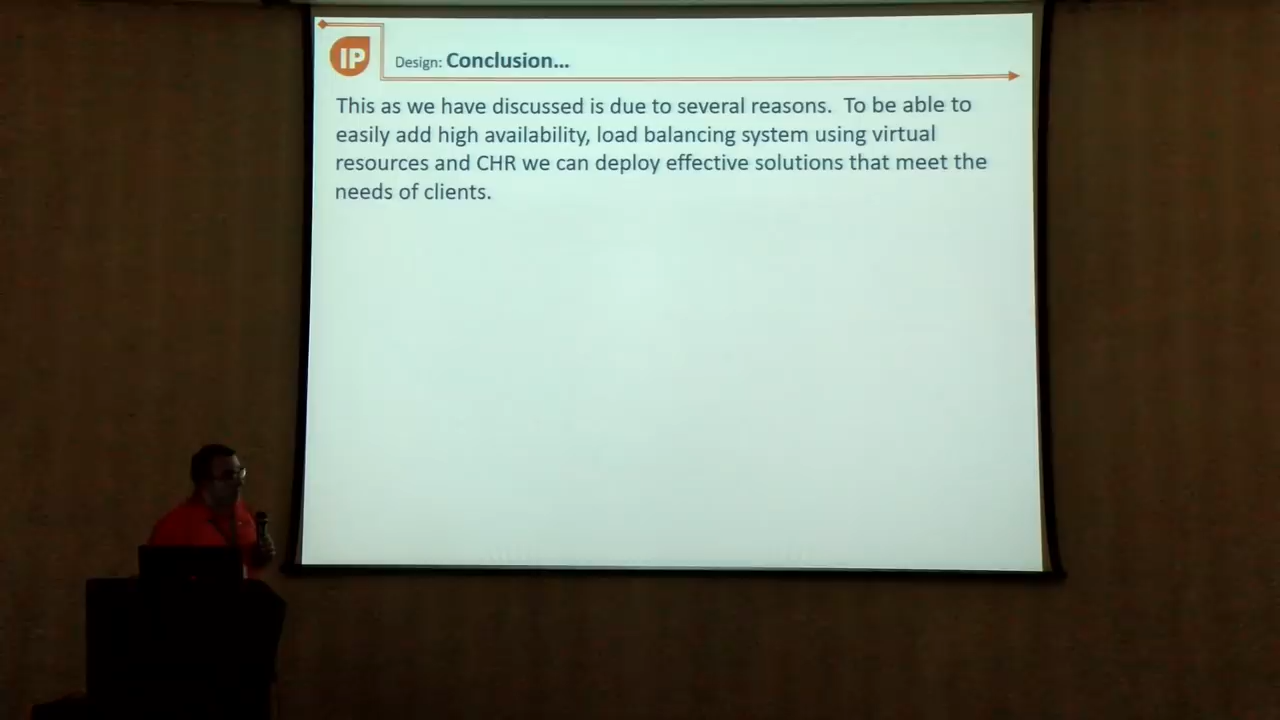 IP
Design: Conclusion...
This as we have discussed is due to several reasons.  To be able to
easily add high availability, load balancing system using virtual
resources and CHR we can deploy effective solutions that meet the
needs of clients.